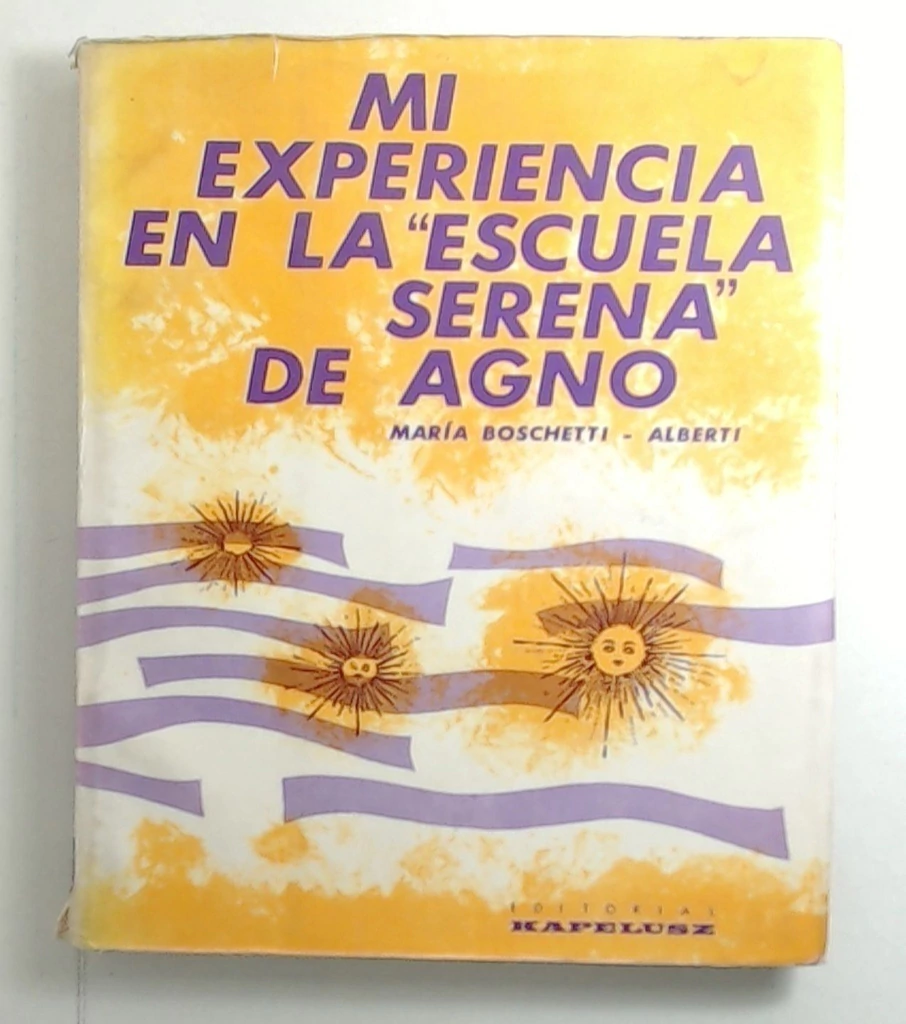 MI
EXPERIENCIA
EN LA "ESCUELA
SERENA"
DE AGNO
MARÍA BOSCHETTI - ALBERTI
EDITORIAL
KAPELUSZ